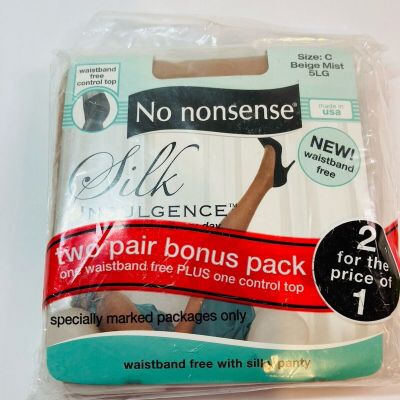 waistband
free
control top
Size: C
Beige Mist
5LG
No nonsense®
made in
usa
NEW!
waistband
free
Silk
INDULGENCE™
day
two pair bonus pack
one waistband free PLUS one control top
2
for the
price of
1
specially marked packages only
waistband free with silky panty